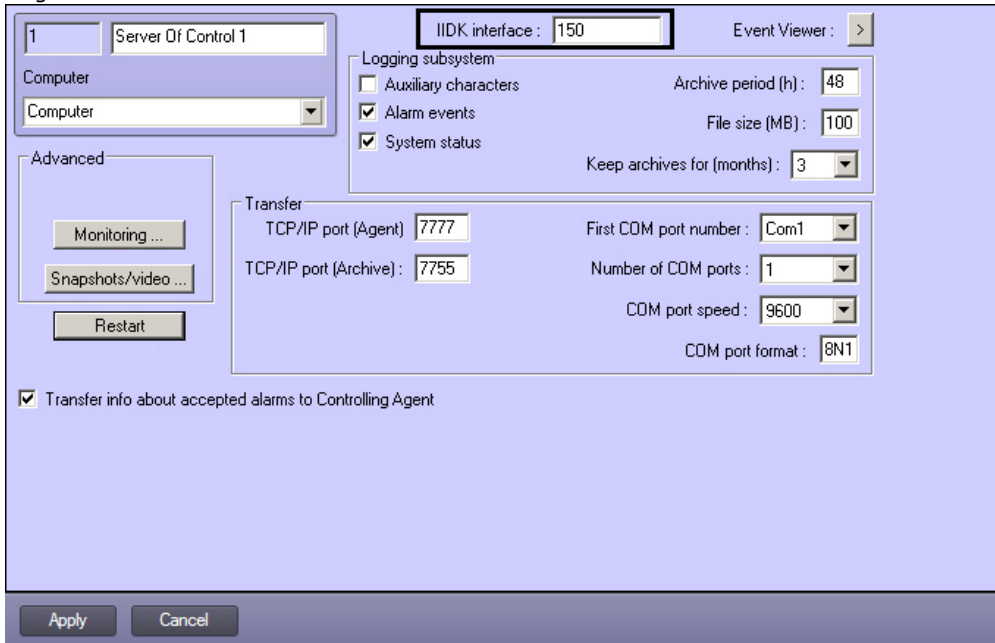 1 Server Of Control 1
Computer
Computer
IIDK interface : 150
Event Viewer : >
Logging subsystem
Auxiliary characters
Alarm events
System status
Archive period (h) : 48
File size (MB) : 100
Keep archives for (months) : 3
Advanced
Monitoring ...
Snapshots/video ...
Restart
Transfer
TCP/IP port (Agent) 7777
TCP/IP port (Archive) : 7755
First COM port number : Com1
Number of COM ports : 1
COM port speed : 9600
COM port format : 8N1
Transfer info about accepted alarms to Controlling Agent
Apply Cancel